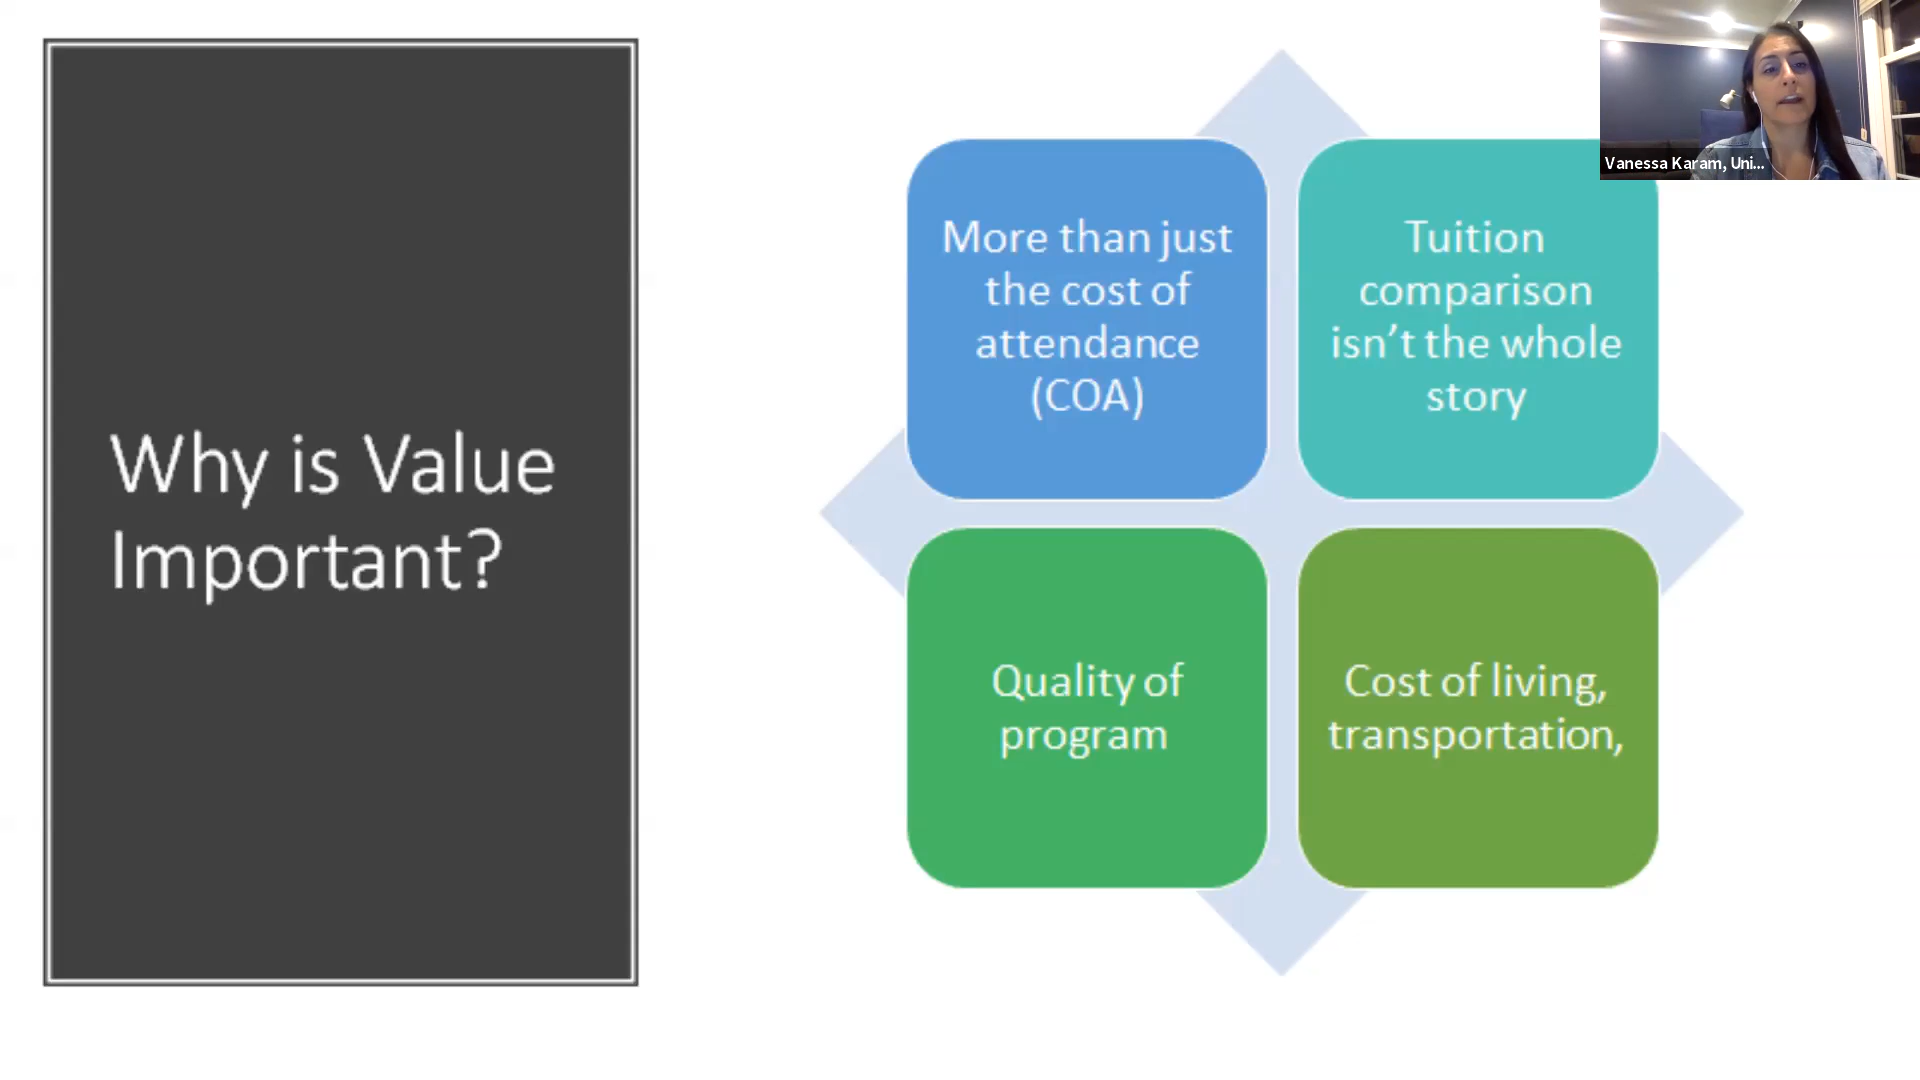 Why is Value
Important?
More than just
the cost of
attendance
(COA)
Tuition
comparison
isn’t the whole
story
Quality of
program
Cost of living,
transportation,
Vanessa Karam, Uni...